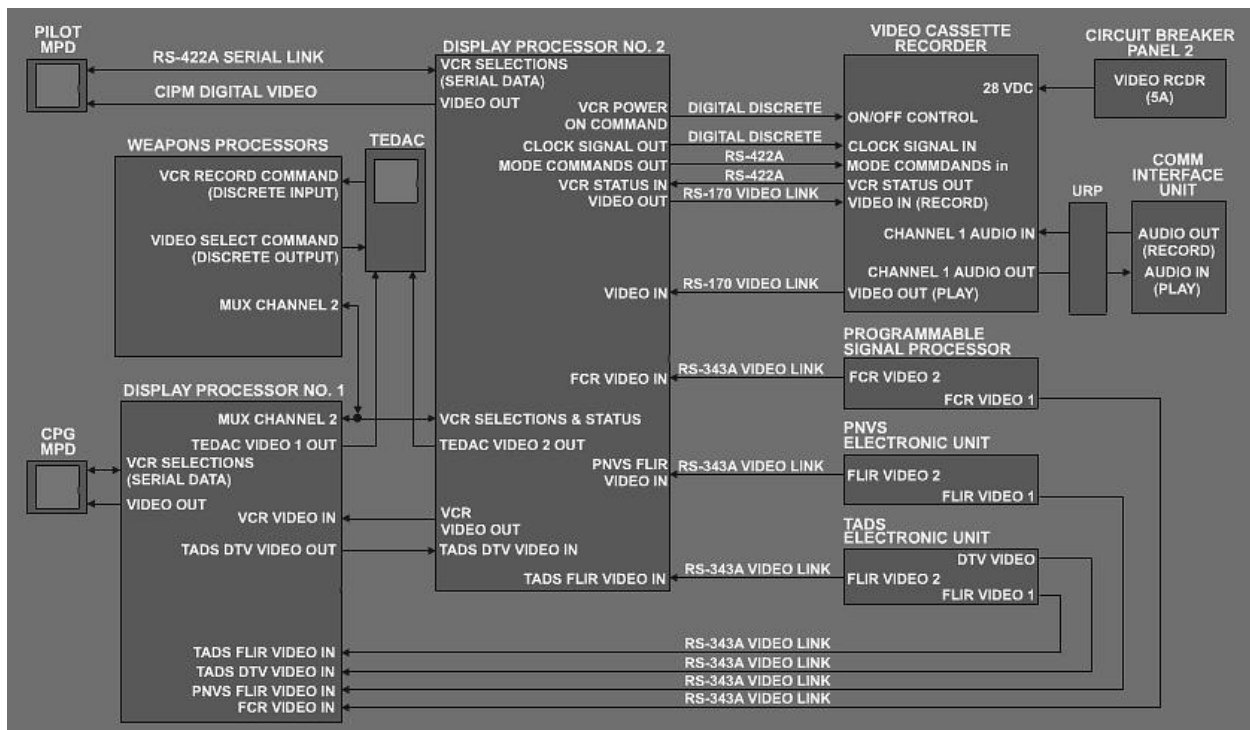 PILOT
MPD
RS-422A SERIAL LINK
CIPM DIGITAL VIDEO
DISPLAY PROCESSOR NO. 2
VCR SELECTIONS
(SERIAL DATA)
VIDEO OUT
VCR POWER
ON COMMAND
CLOCK SIGNAL OUT
MODE COMMANDS OUT
VCR STATUS IN
VIDEO OUT
VIDEO IN
FCR VIDEO IN
VCR SELECTIONS & STATUS
TEDAC VIDEO 2 OUT
PNVS FLIR
VIDEO IN
VCR
VIDEO OUT
TADS DTV VIDEO IN
TADS FLIR VIDEO IN
DIGITAL DISCRETE
DIGITAL DISCRETE
RS-422A
RS-422A
RS-170 VIDEO LINK
RS-170 VIDEO LINK
RS-343A VIDEO LINK
RS-343A VIDEO LINK
RS-343A VIDEO LINK
VIDEO CASSETTE
RECORDER
28 VDC
ON/OFF CONTROL
CLOCK SIGNAL IN
MODE COMMDANDS in
VCR STATUS OUT
VIDEO IN (RECORD)
CHANNEL 1 AUDIO IN
CHANNEL 1 AUDIO OUT
VIDEO OUT (PLAY)
CIRCUIT BREAKER
PANEL 2
VIDEO RCDR
(5A)
URP
COMM
INTERFACE
UNIT
AUDIO OUT
(RECORD)
AUDIO IN
(PLAY)
WEAPONS PROCESSORS
VCR RECORD COMMAND
(DISCRETE INPUT)
VIDEO SELECT COMMAND
(DISCRETE OUTPUT)
MUX CHANNEL 2
TEDAC
PROGRAMMABLE
SIGNAL PROCESSOR
FCR VIDEO 2
FCR VIDEO 1
PNVS
ELECTRONIC UNIT
FLIR VIDEO 2
FLIR VIDEO 1
TADS
ELECTRONIC UNIT
DTV VIDEO
FLIR VIDEO 2
FLIR VIDEO 1
DISPLAY PROCESSOR NO. 1
MUX CHANNEL 2
TEDAC VIDEO 1 OUT
VCR SELECTIONS
(SERIAL DATA)
VIDEO OUT
VCR VIDEO IN
TADS DTV VIDEO OUT
TADS FLIR VIDEO IN
TADS DTV VIDEO IN
PNVS FLIR VIDEO IN
FCR VIDEO IN
CPG
MPD
RS-343A VIDEO LINK
RS-343A VIDEO LINK
RS-343A VIDEO LINK
RS-343A VIDEO LINK